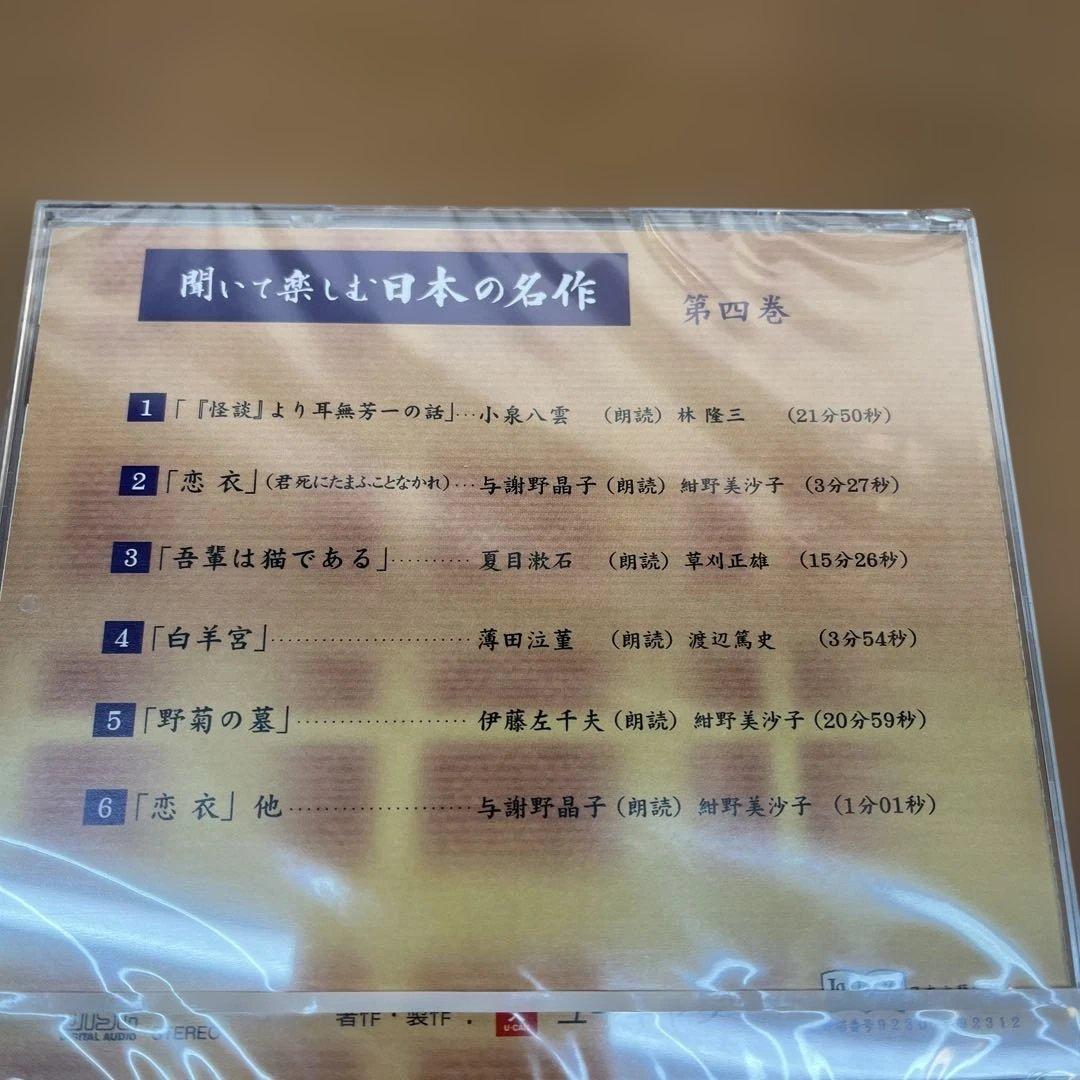 聞いて楽しむ日本の名作 第四巻
1 「『怪談』より耳無芳一の話」… 小泉八雲 (朗読) 林 隆三 (21分50秒)
2 「恋 衣」(君死にたまふことなかれ)… 与謝野晶子 (朗読) 紺野美沙子 (3分27秒)
3 「吾輩は猫である」………… 夏目漱石 (朗読) 草刈正雄 (15分26秒)
4 「白羊宮」…………………… 薄田泣菫 (朗読) 渡辺篤史 (3分54秒)
5 「野菊の墓」………………… 伊藤左千夫 (朗読) 紺野美沙子 (20分59秒)
6 「恋 衣」他………………… 与謝野晶子 (朗読) 紺野美沙子 (1分01秒)
DIGITAL AUDIO STEREO 著作・製作: U-CAN